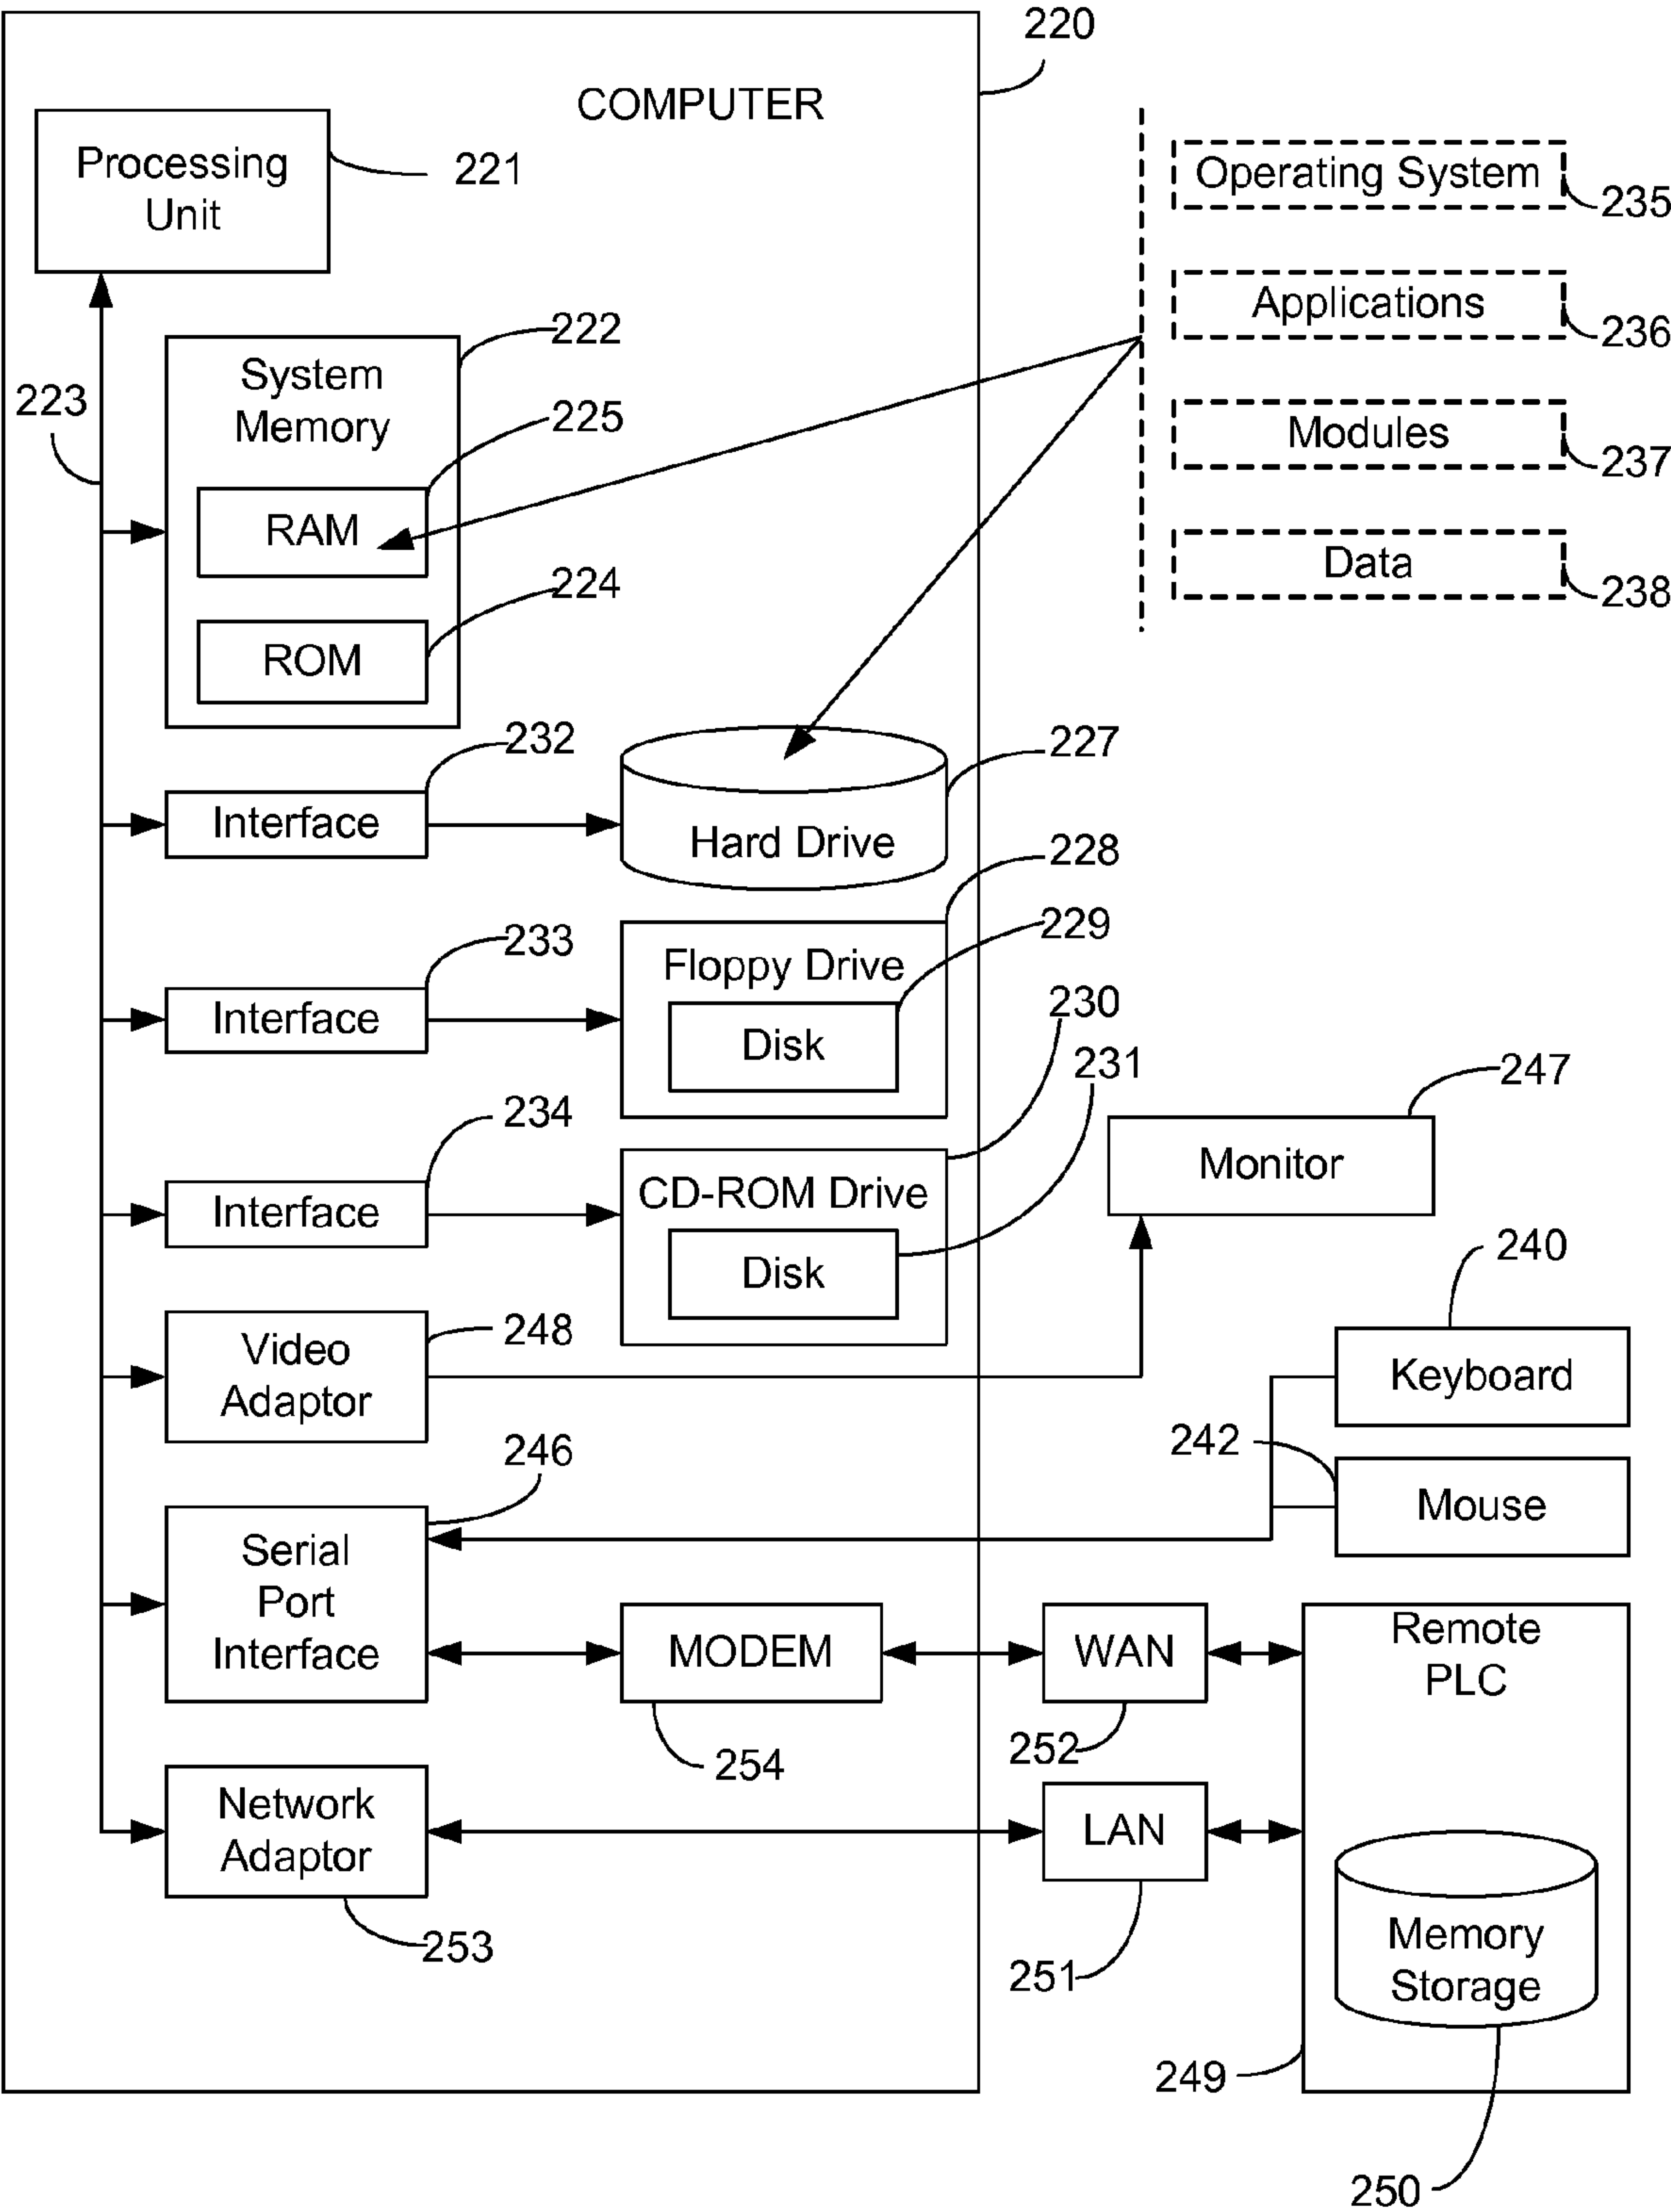 220
COMPUTER
Processing
Unit
221
Operating System
235
Applications
236
Modules
237
Data
238
222
System
Memory
223
225
RAM
224
ROM
232
Interface
227
Hard Drive
228
233
Interface
229
Floppy Drive
Disk
230
231
234
Interface
CD-ROM Drive
Disk
247
Monitor
248
Video
Adaptor
240
Keyboard
242
Mouse
246
Serial
Port
Interface
MODEM
254
WAN
252
Remote
PLC
Network
Adaptor
253
LAN
251
Memory
Storage
249
250